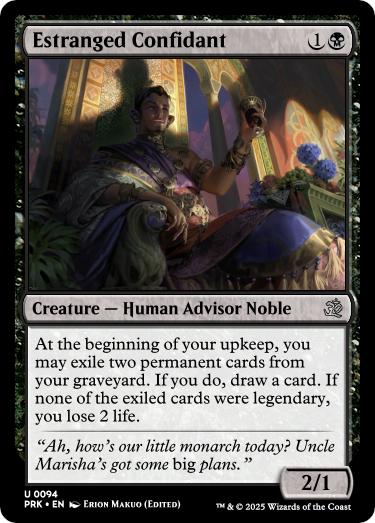 Estranged Confidant 1
Creature — Human Advisor Noble
At the beginning of your upkeep, you
may exile two permanent cards from
your graveyard. If you do, draw a card. If
none of the exiled cards were legendary,
you lose 2 life.
“Ah, how's our little monarch today? Uncle
Marisha's got some big plans.”
2/1
U 0094
PRK • EN Erion Makuo (Edited) ™ & © 2025 Wizards of the Coast